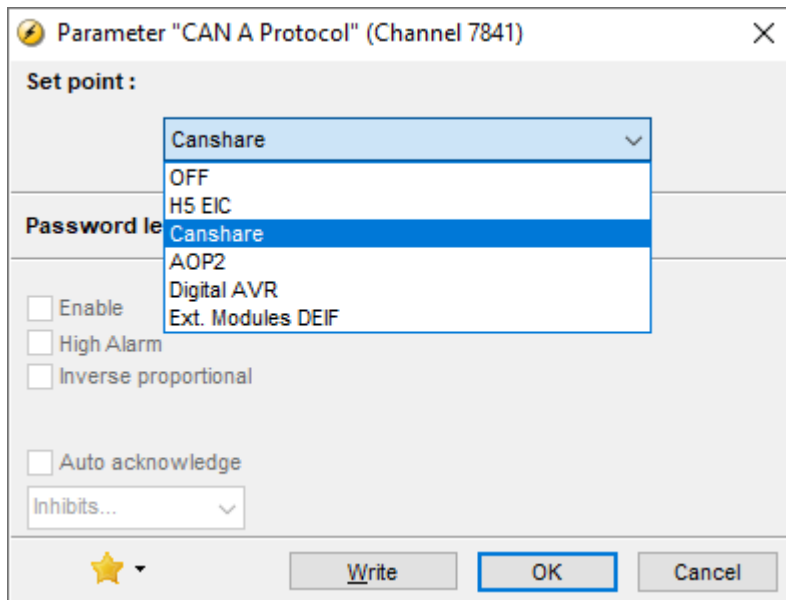 Parameter "CAN A Protocol" (Channel 7841)
Set point :
Canshare
OFF
H5 EIC
Canshare
AOP2
Digital AVR
Ext. Modules DEIF
Password le
Enable
High Alarm
Inverse proportional
Auto acknowledge
Inhibits...
Write
OK
Cancel